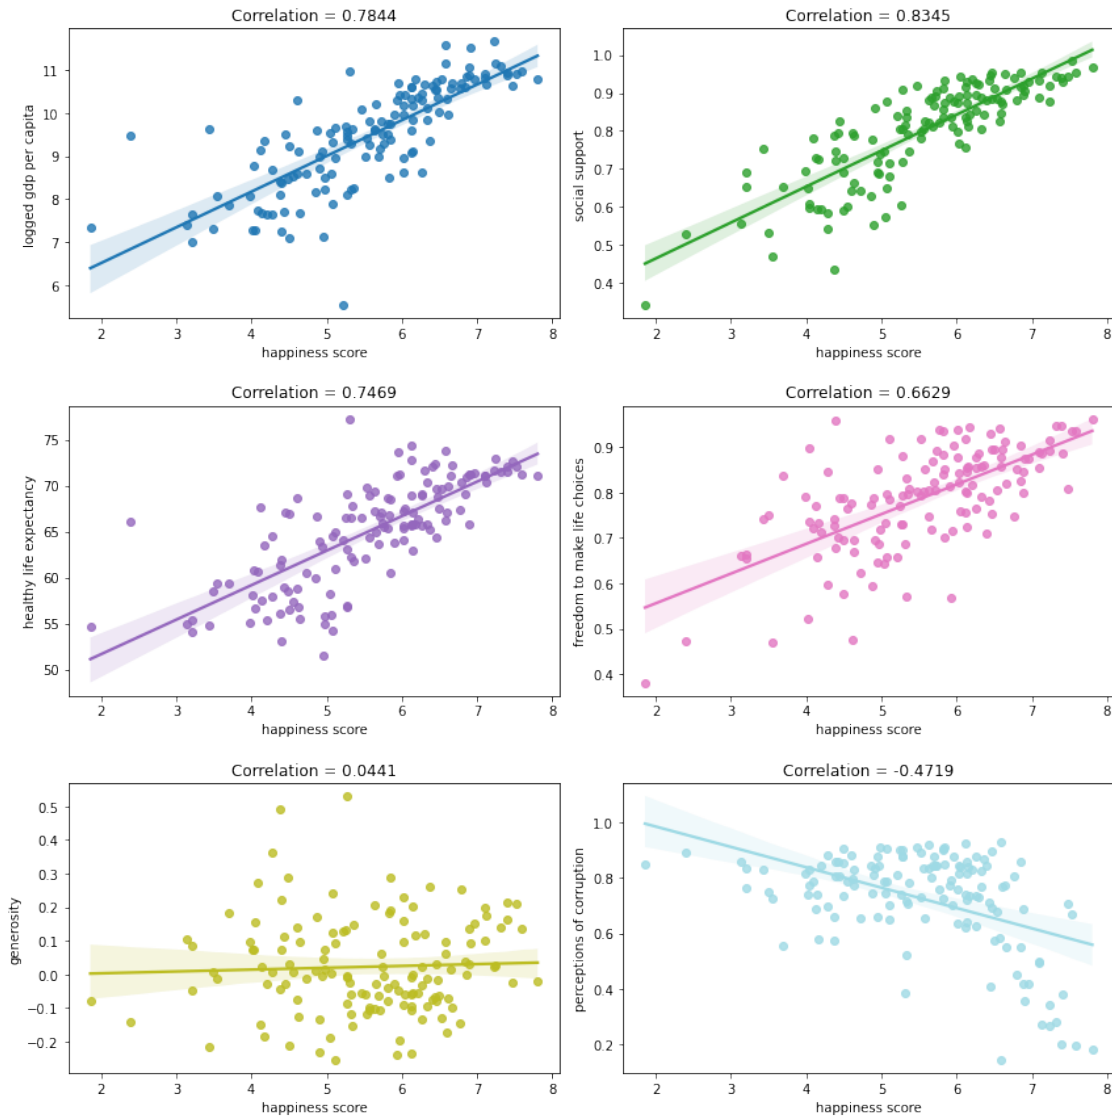 Correlation = 0.7844
logged gdp per capita
11
10
9
8
7
6
2 3 4 5 6 7 8
happiness score
Correlation = 0.8345
social support
1.0
0.9
0.8
0.7
0.6
0.5
0.4
2 3 4 5 6 7 8
happiness score
Correlation = 0.7469
healthy life expectancy
75
70
65
60
55
50
2 3 4 5 6 7 8
happiness score
Correlation = 0.6629
freedom to make life choices
0.9
0.8
0.7
0.6
0.5
0.4
2 3 4 5 6 7 8
happiness score
Correlation = 0.0441
generosity
0.5
0.4
0.3
0.2
0.1
0.0
−0.1
−0.2
2 3 4 5 6 7 8
happiness score
Correlation = -0.4719
perceptions of corruption
1.0
0.8
0.6
0.4
0.2
2 3 4 5 6 7 8
happiness score